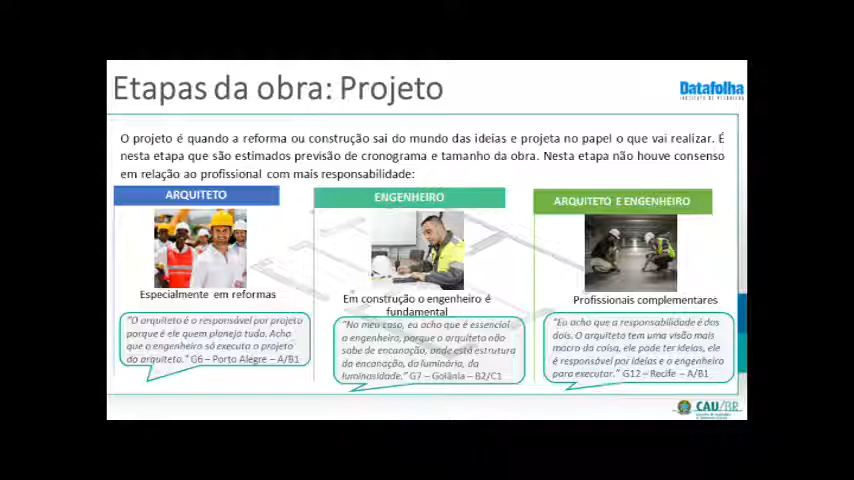 Etapas da obra: Projeto
Datafolha
INSTITUTO DE PESQUISAS
O projeto é quando a reforma ou construção sai do mundo das ideias e projeta no papel o que vai realizar. É
nesta etapa que são estimados previsão de cronograma e tamanho da obra. Nesta etapa não houve consenso
em relação ao profissional com mais responsabilidade:
ARQUITETO
Especialmente em reformas
"O arquiteto é o responsável por projeto
porque é ele quem planeja tudo. Acho
que o engenheiro só executa o projeto
do arquiteto." G6 – Porto Alegre – A/B1
ENGENHEIRO
Em construção o engenheiro é
fundamental
"No meu caso, eu acho que é essencial
o engenheiro, porque o arquiteto não
sabe de encanação, onde está estrutura
da encanação, da luminária, da
luminosidade." G7 – Goiânia – B2/C1
ARQUITETO E ENGENHEIRO
Profissionais complementares
"Eu acho que a responsabilidade é dos
dois. O arquiteto tem uma visão mais
macro da coisa, ele pode ter ideias, ele
é responsável por ideias e o engenheiro
para executar." G12 – Recife – A/B1
CAU/BR